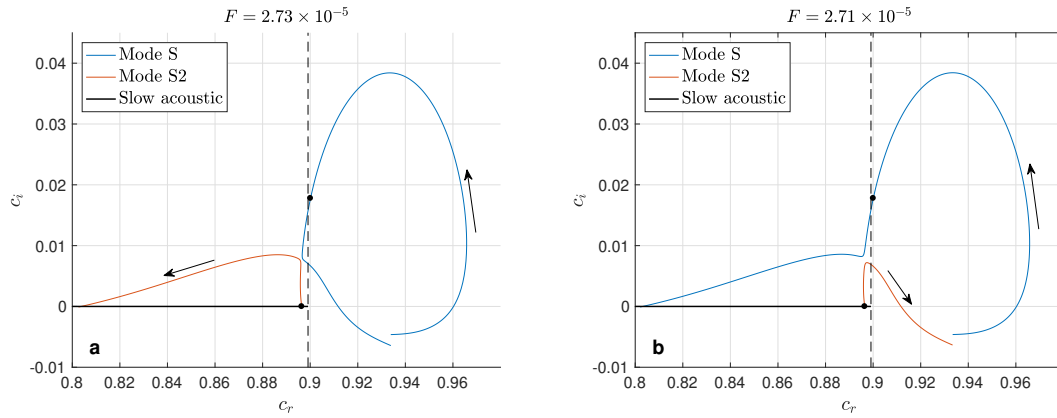 F = 2.73 × 10⁻⁵
Mode S
Mode S2
Slow acoustic
0.04
0.03
0.02
0.01
0
-0.01
cᵢ
a
0.8 0.82 0.84 0.86 0.88 0.9 0.92 0.94 0.96
cᵣ
F = 2.71 × 10⁻⁵
Mode S
Mode S2
Slow acoustic
0.04
0.03
0.02
0.01
0
-0.01
cᵢ
b
0.8 0.82 0.84 0.86 0.88 0.9 0.92 0.94 0.96
cᵣ